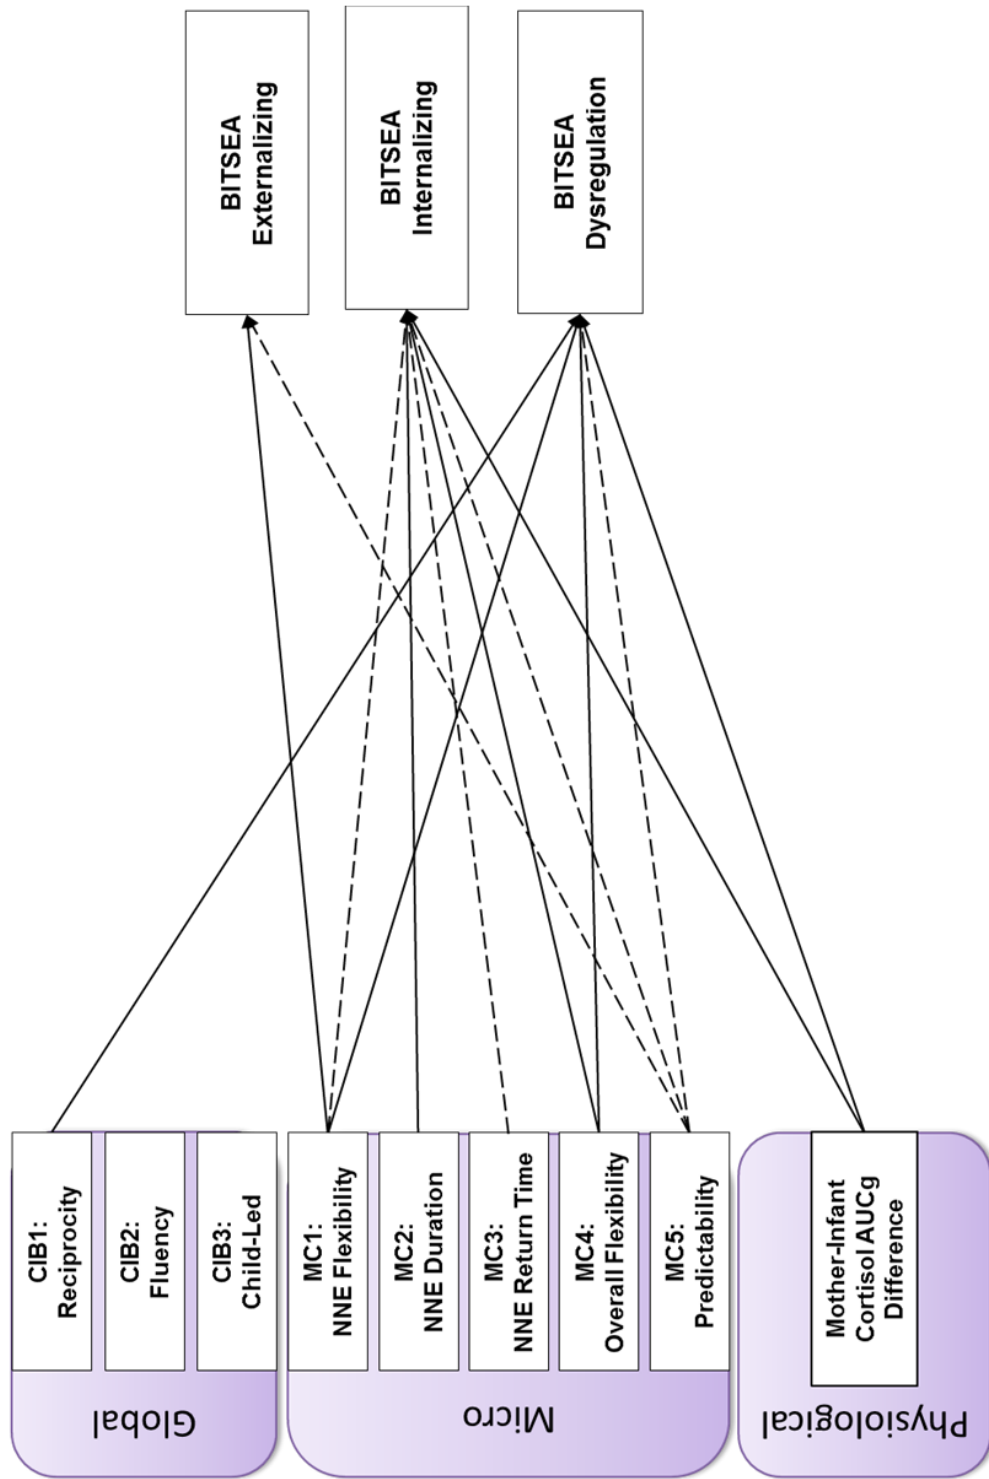 Global
CIB1:
Reciprocity
CIB2:
Fluency
CIB3:
Child-Led
Micro
MC1:
NNE Flexibility
MC2:
NNE Duration
MC3:
NNE Return Time
MC4:
Overall Flexibility
MC5:
Predictability
Physiological
Mother-Infant
Cortisol AUCg
Difference
BITSEA
Externalizing
BITSEA
Internalizing
BITSEA
Dysregulation